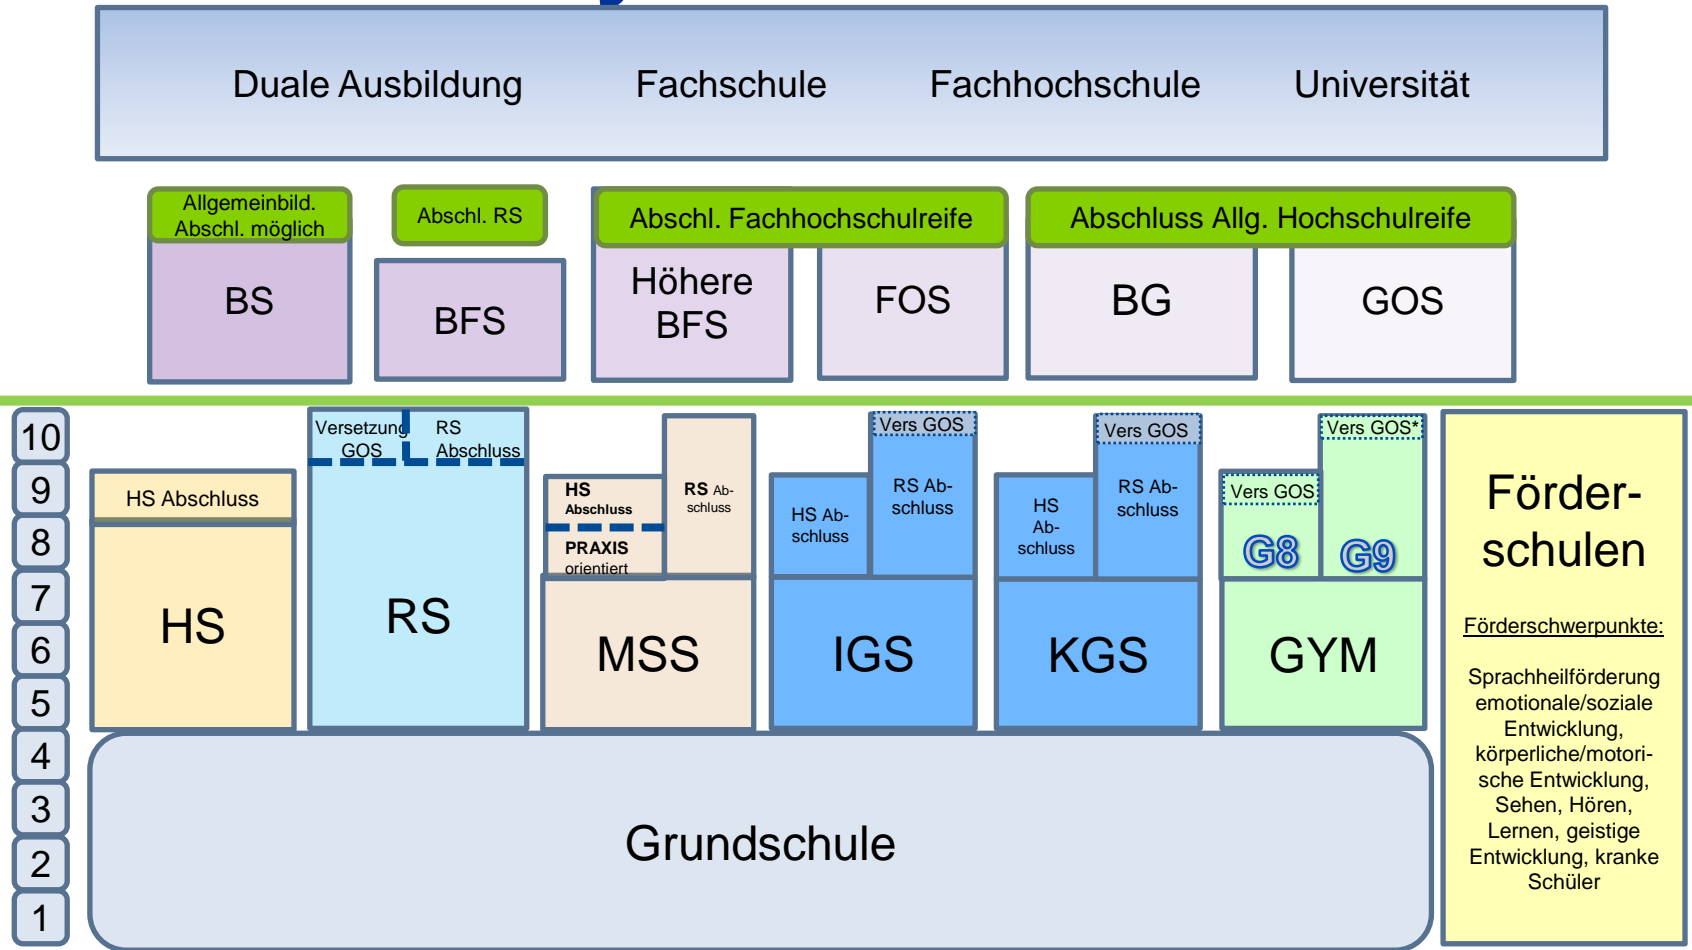 Duale Ausbildung Fachschule Fachhochschule Universität
Allgemeinbild.
Abschl. möglich
Abschl. RS
Abschl. Fachhochschulreife
Abschluss Allg. Hochschulreife
BS
BFS
Höhere
BFS
FOS
BG
GOS
10
9
8
7
6
5
4
3
2
1
HS Abschluss
HS
Versetzung
GOS
RS
Abschluss
RS
HS
Abschluss
PRAXIS
orientiert
RS Ab-
schluss
MSS
HS Ab-
schluss
Vers GOS
RS Ab-
schluss
IGS
HS
Ab-
schluss
Vers GOS
RS Ab-
schluss
KGS
Vers GOS
G8
Vers GOS*
G9
GYM
Grundschule
Förder-
schulen
Förderschwerpunkte:
Sprachheilförderung
emotionale/soziale
Entwicklung,
körperliche/motori-
sche Entwicklung,
Sehen, Hören,
Lernen, geistige
Entwicklung, kranke
Schüler